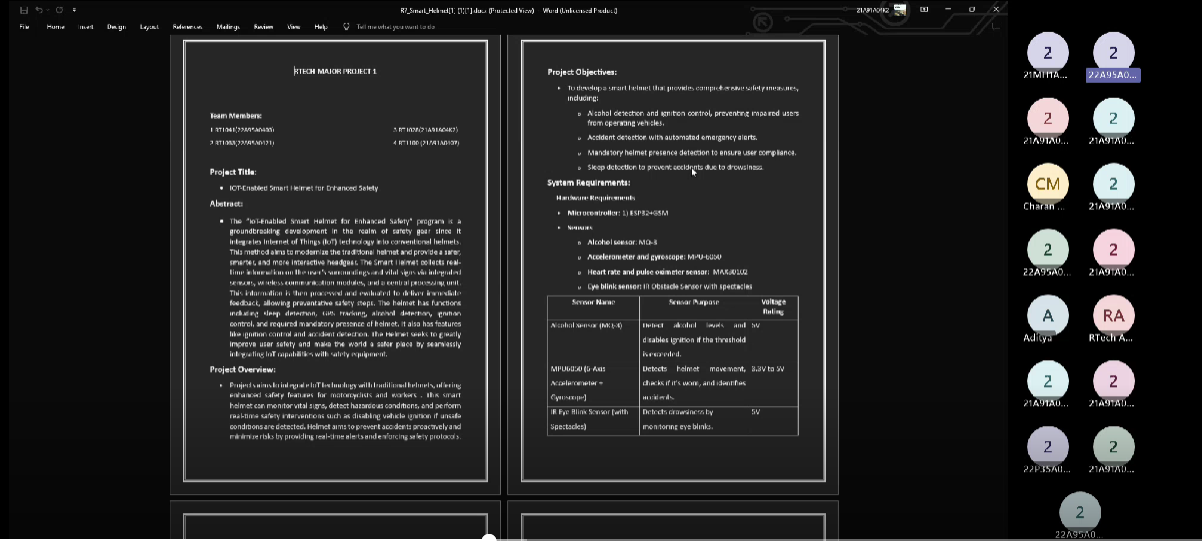 R7_Smart_Helmet[1] (1)[1].docx [Protected View] - Word (Unlicensed Product)
File Home Insert Design Layout References Mailings Review View Help Tell me what you want to do
RTECH MAJOR PROJECT 1
Team Members:
Project Title:
IOT-Enabled Smart Helmet for Enhanced Safety
Abstract:
The "IoT-Enabled Smart Helmet for Enhanced Safety" program is a
groundbreaking development in the realm of safety gear since it
integrates Internet of Things (IoT) technology into conventional helmets.
This method aims to modernize the traditional helmet and provide a safer,
smarter, and more interactive headgear. The Smart Helmet collects real-
time information on the user's surroundings and vital signs via integrated
sensors, wireless communication modules, and a central processing unit.
This information is then processed and evaluated to deliver immediate
feedback, allowing preventative safety steps. The helmet has functions
including sleep detection, GPS tracking, alcohol detection, ignition
control, and required mandatory presence of helmet. It also has features
like ignition control and accident detection. The Helmet seeks to greatly
improve user safety and make the world a safer place by seamlessly
integrating IoT capabilities with safety equipment.
Project Overview:
Projects aims to integrate IoT technology with traditional helmets, offering
enhanced safety features for motorcyclists and workers . This smart
helmet can monitor vital signs, detect hazardous conditions, and perform
real-time safety interventions such as disabling vehicle ignition if unsafe
conditions are detected. Helmet aims to prevent accidents proactively and
minimize risks by providing real-time alerts and enforcing safety protocols.
Project Objectives:
To develop a smart helmet that provides comprehensive safety measures,
including:
Alcohol detection and ignition control, preventing impaired users
from operating vehicles.
Accident detection with automated emergency alerts.
Mandatory helmet presence detection to ensure user compliance.
Sleep detection to prevent accidents due to drowsiness.
System Requirements:
Hardware Requirements
Microcontroller: 1) ESP32+GSM
Sensors
Alcohol sensor: MQ-3
Accelerometer and gyroscope: MPU-6050
Heart rate and pulse oximeter sensor: MAX30102
Eye blink sensor: IR Obstacle Sensor with spectacles
Sensor Name Sensor Purpose Voltage
Rating
Alcohol Sensor (MQ-3) Detect alcohol levels and 5V
disables ignition if the threshold
is exceeded.
MPU6050 (6-Axis Detects helmet movement, 3.3V to 5V
Accelerometer + checks if it's worn, and identifies
Gyroscope) accidents.
IR Eye Blink Sensor (with Detects drowsiness by 5V
Spectacles) monitoring eye blinks.
2 2
21MH1A... 22A95A0...
2 2
21A91A0... 21A91A0...
CM 2
Charan ... 21A91A0...
2 2
22A95A0... 21A91A0...
A RA
Aditya RTech A...
2 2
21A91A0... 21A91A0...
2 2
22P35A0... 21A91A0...
2
22A95A0...